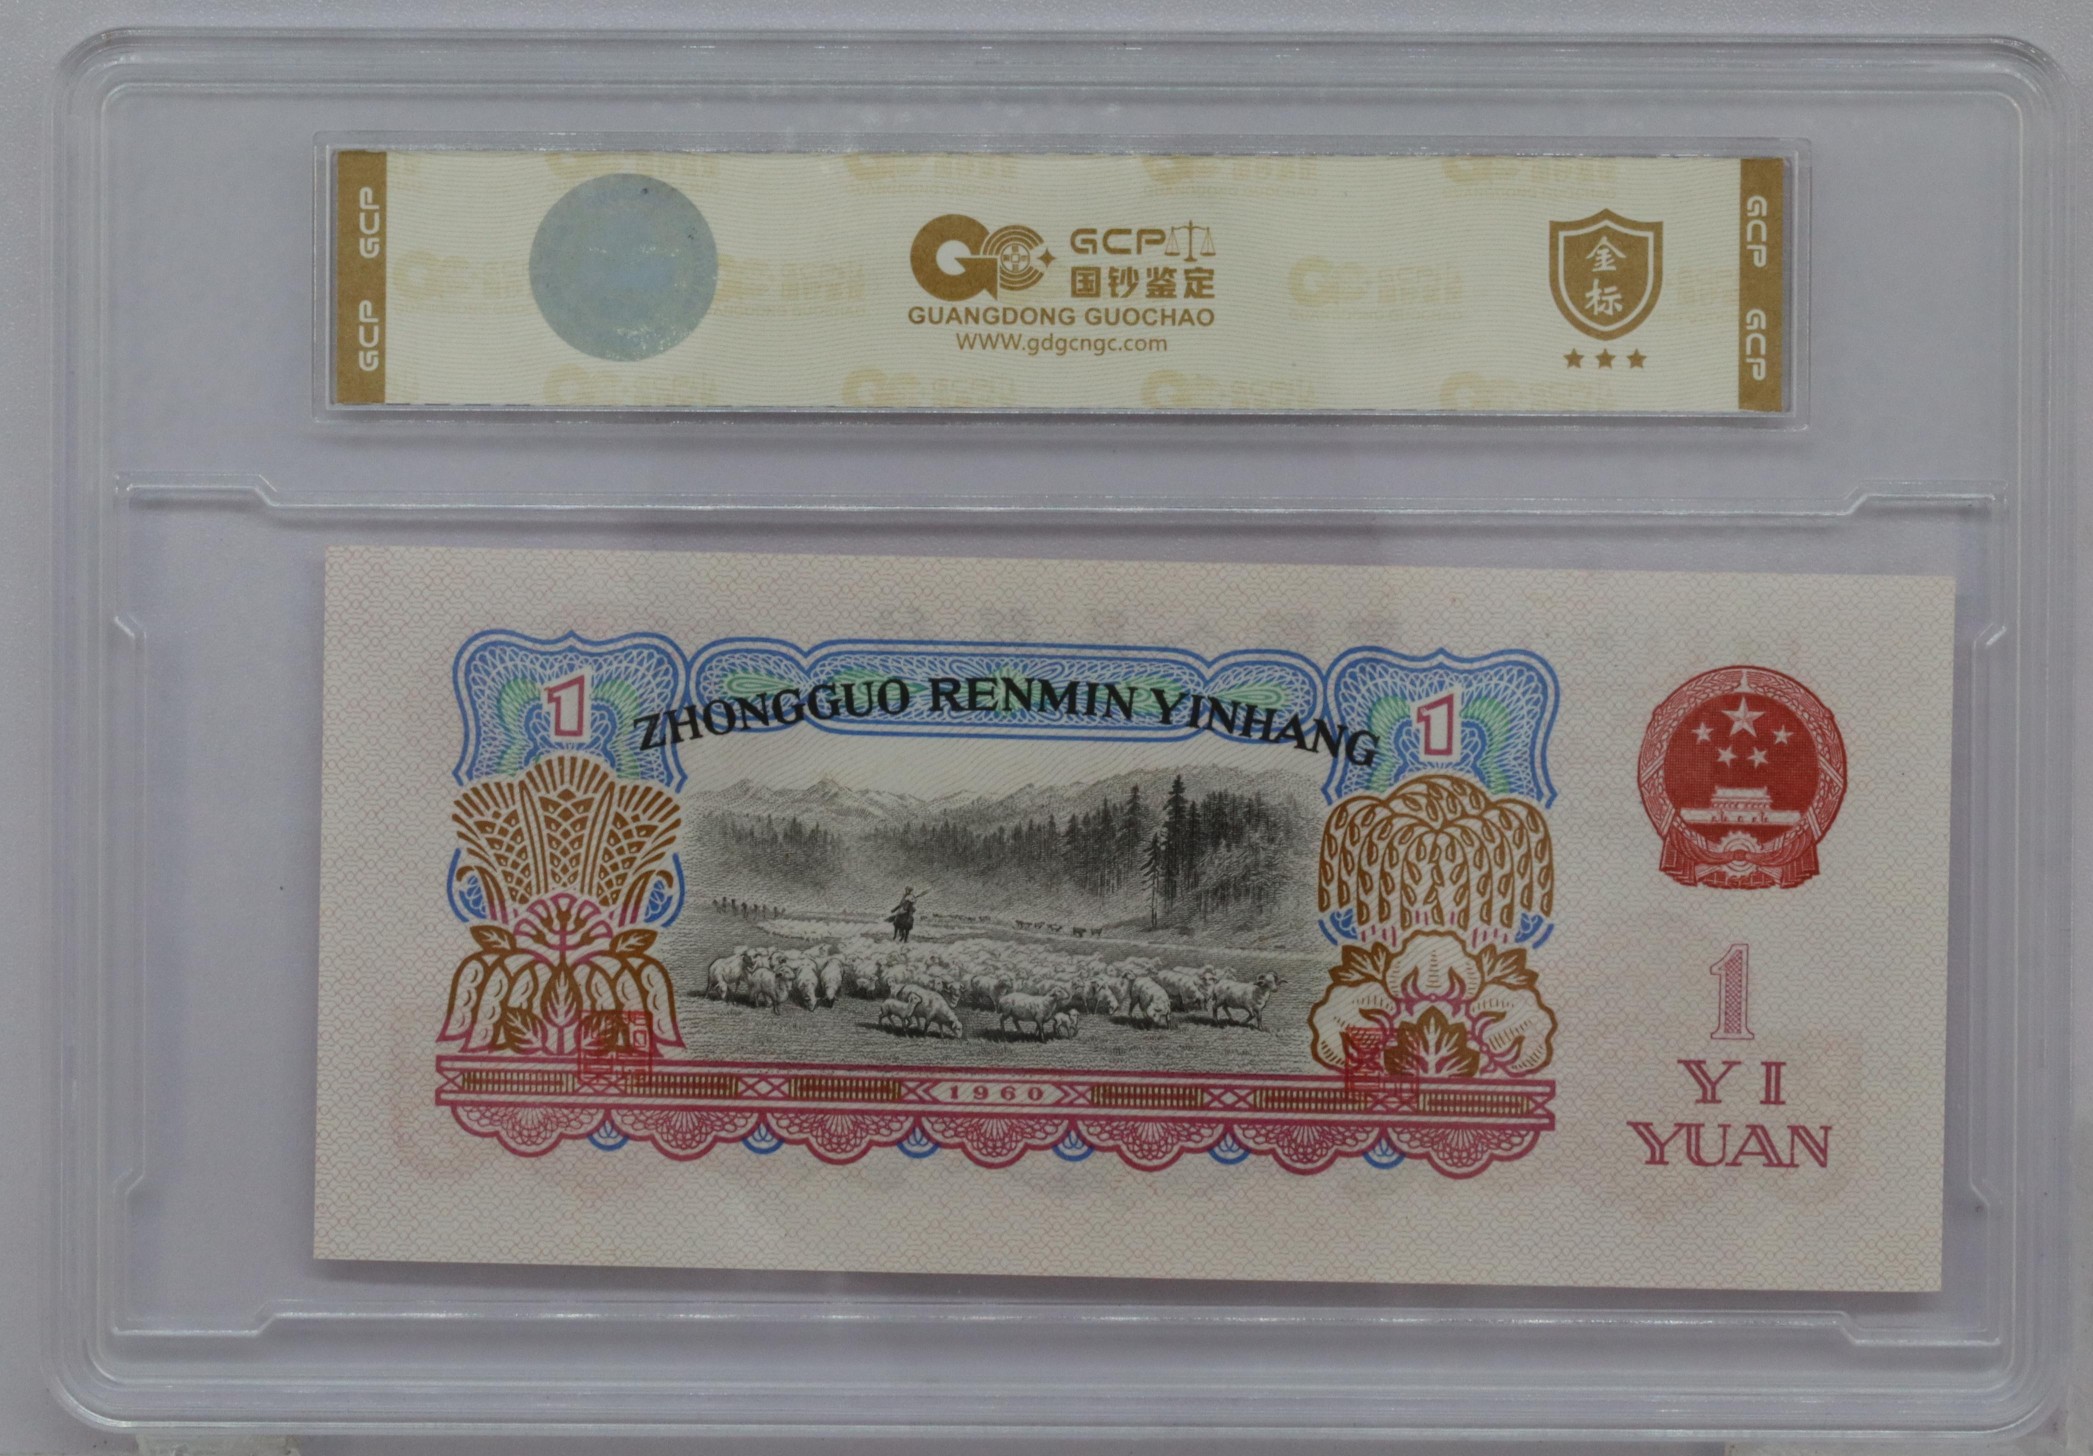 GCP
GCP
GCP
国钞鉴定
GUANGDONG GUOCHAO
WWW.gdgcngc.com
金
标
GCP
GCP
1
ZHONGGUO RENMIN YINHANG
1
1960
1
YI
YUAN